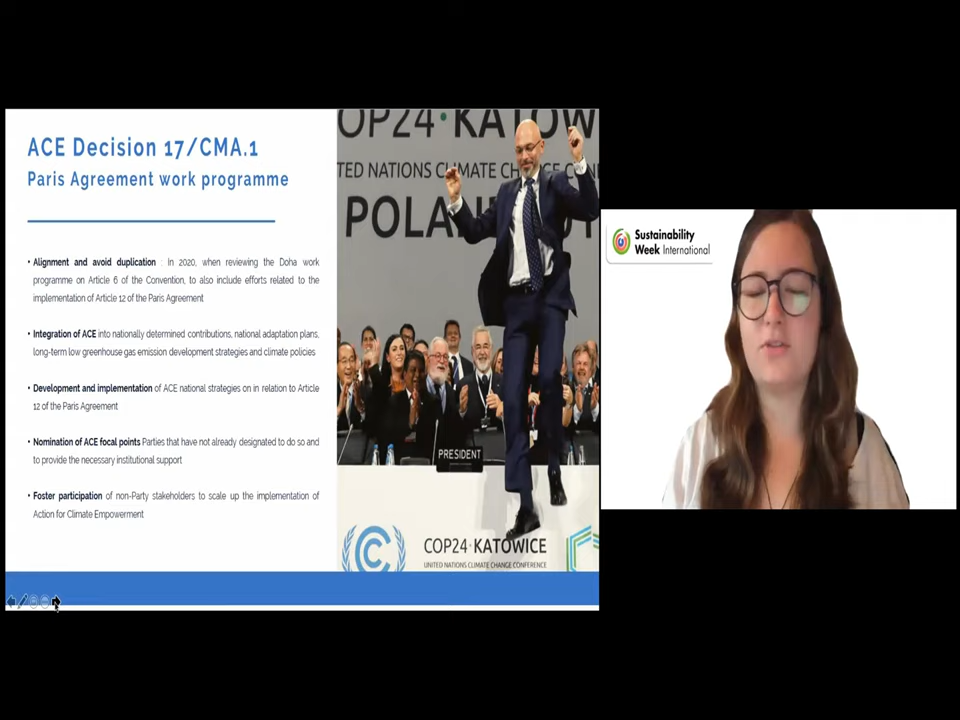 ACE Decision 17/CMA.1
Paris Agreement work programme
• Alignment and avoid duplication : In 2020, when reviewing the Doha work
programme on Article 6 of the Convention, to also include efforts related to the
implementation of Article 12 of the Paris Agreement
• Integration of ACE into nationally determined contributions, national adaptation plans,
long-term low greenhouse gas emission development strategies and climate policies
• Development and implementation of ACE national strategies on in relation to Article
12 of the Paris Agreement
• Nomination of ACE focal points Parties that have not already designated to do so and
to provide the necessary institutional support
• Foster participation of non-Party stakeholders to scale up the implementation of
Action for Climate Empowerment
OP24·KATOW
TED NATIONS CLIMATE CH CON
POLAN
PRESIDENT
COP24·KATOWICE
UNITED NATIONS CLIMATE CHANGE CONFERENCE
Sustainability
Week International